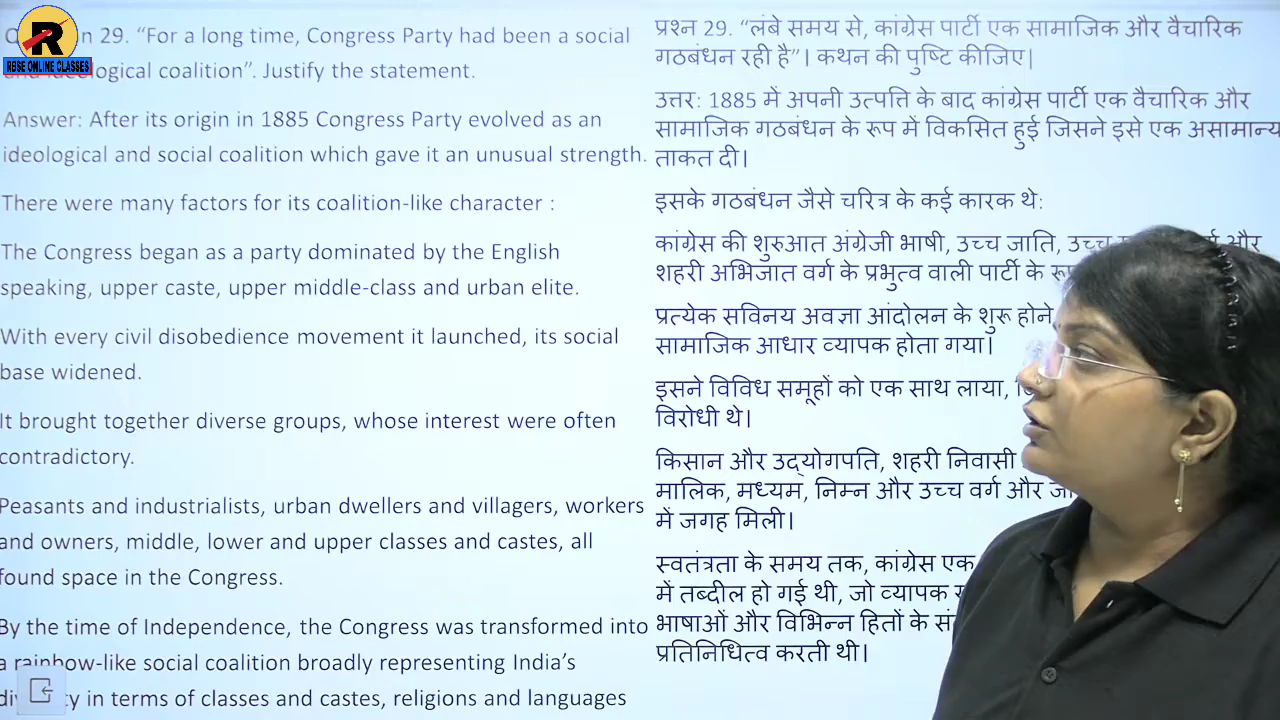 R
REISE ONLINE CLASSES
n 29. “For a long time, Congress Party had been a social
and ideological coalition”. Justify the statement.
Answer: After its origin in 1885 Congress Party evolved as an
ideological and social coalition which gave it an unusual strength.
There were many factors for its coalition-like character :
The Congress began as a party dominated by the English
speaking, upper caste, upper middle-class and urban elite.
With every civil disobedience movement it launched, its social
base widened.
It brought together diverse groups, whose interest were often
contradictory.
Peasants and industrialists, urban dwellers and villagers, workers
and owners, middle, lower and upper classes and castes, all
found space in the Congress.
By the time of Independence, the Congress was transformed into
a rainbow-like social coalition broadly representing India’s
in terms of classes and castes, religions and languages
प्रश्न 29. “लंबे समय से, कांग्रेस पार्टी एक सामाजिक और वैचारिक
गठबंधन रही है”। कथन की पुष्टि कीजिए|
उत्तर: 1885 में अपनी उत्पत्ति के बाद कांग्रेस पार्टी एक वैचारिक और
सामाजिक गठबंधन के रूप में विकसित हुई जिसने इसे एक असामान्य
ताकत दी।
इसके गठबंधन जैसे चरित्र के कई कारक थे:
कांग्रेस की शुरुआत अंग्रेजी भाषी, उच्च जाति, उच्च और
शहरी अभिजात वर्ग के प्रभुत्व वाली पार्टी के
प्रत्येक सविनय अवज्ञा आंदोलन के शुरू होने
सामाजिक आधार व्यापक होता गया।
इसने विविध समूहों को एक साथ लाया,
विरोधी थे।
किसान और उद्योगपति, शहरी निवासी
मालिक, मध्यम, निम्न और उच्च वर्ग और
में जगह मिली।
स्वतंत्रता के समय तक, कांग्रेस एक
में तब्दील हो गई थी, जो व्यापक
भाषाओं और विभिन्न हितों के
प्रतिनिधित्व करती थी।